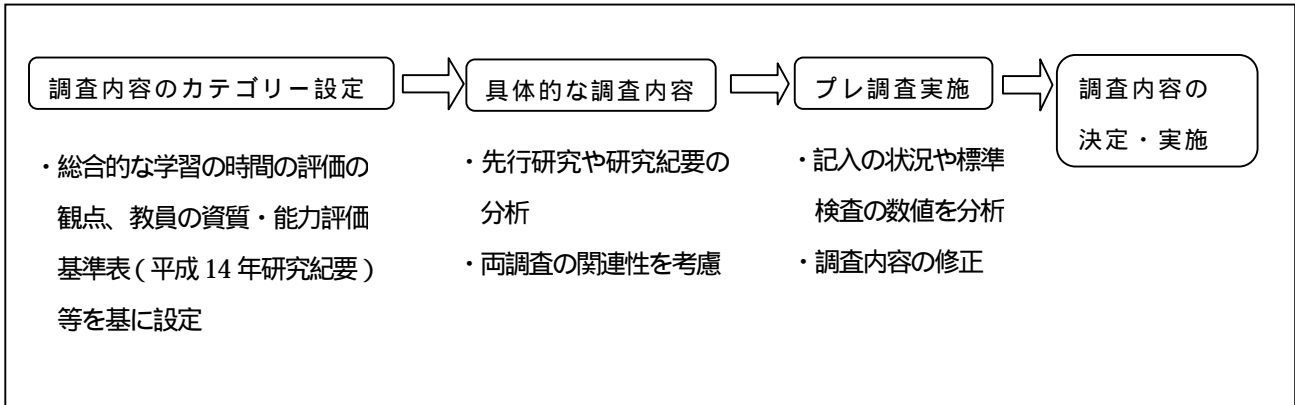 調査内容のカテゴリー設定
・総合的な学習の時間の評価の
観点、教員の資質・能力評価
基準表(平成14年研究紀要)
等を基に設定
具体的な調査内容
・先行研究や研究紀要の
分析
・両調査の関連性を考慮
プレ調査実施
・記入の状況や標準
検査の数値を分析
・調査内容の修正
調査内容の
決定・実施